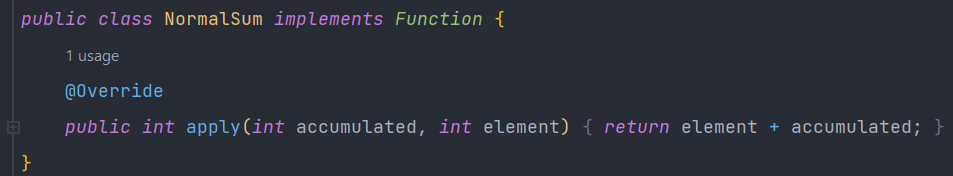 public class NormalSum implements Function {
1 usage
@Override
public int apply(int accumulated, int element) { return element + accumulated; }
}